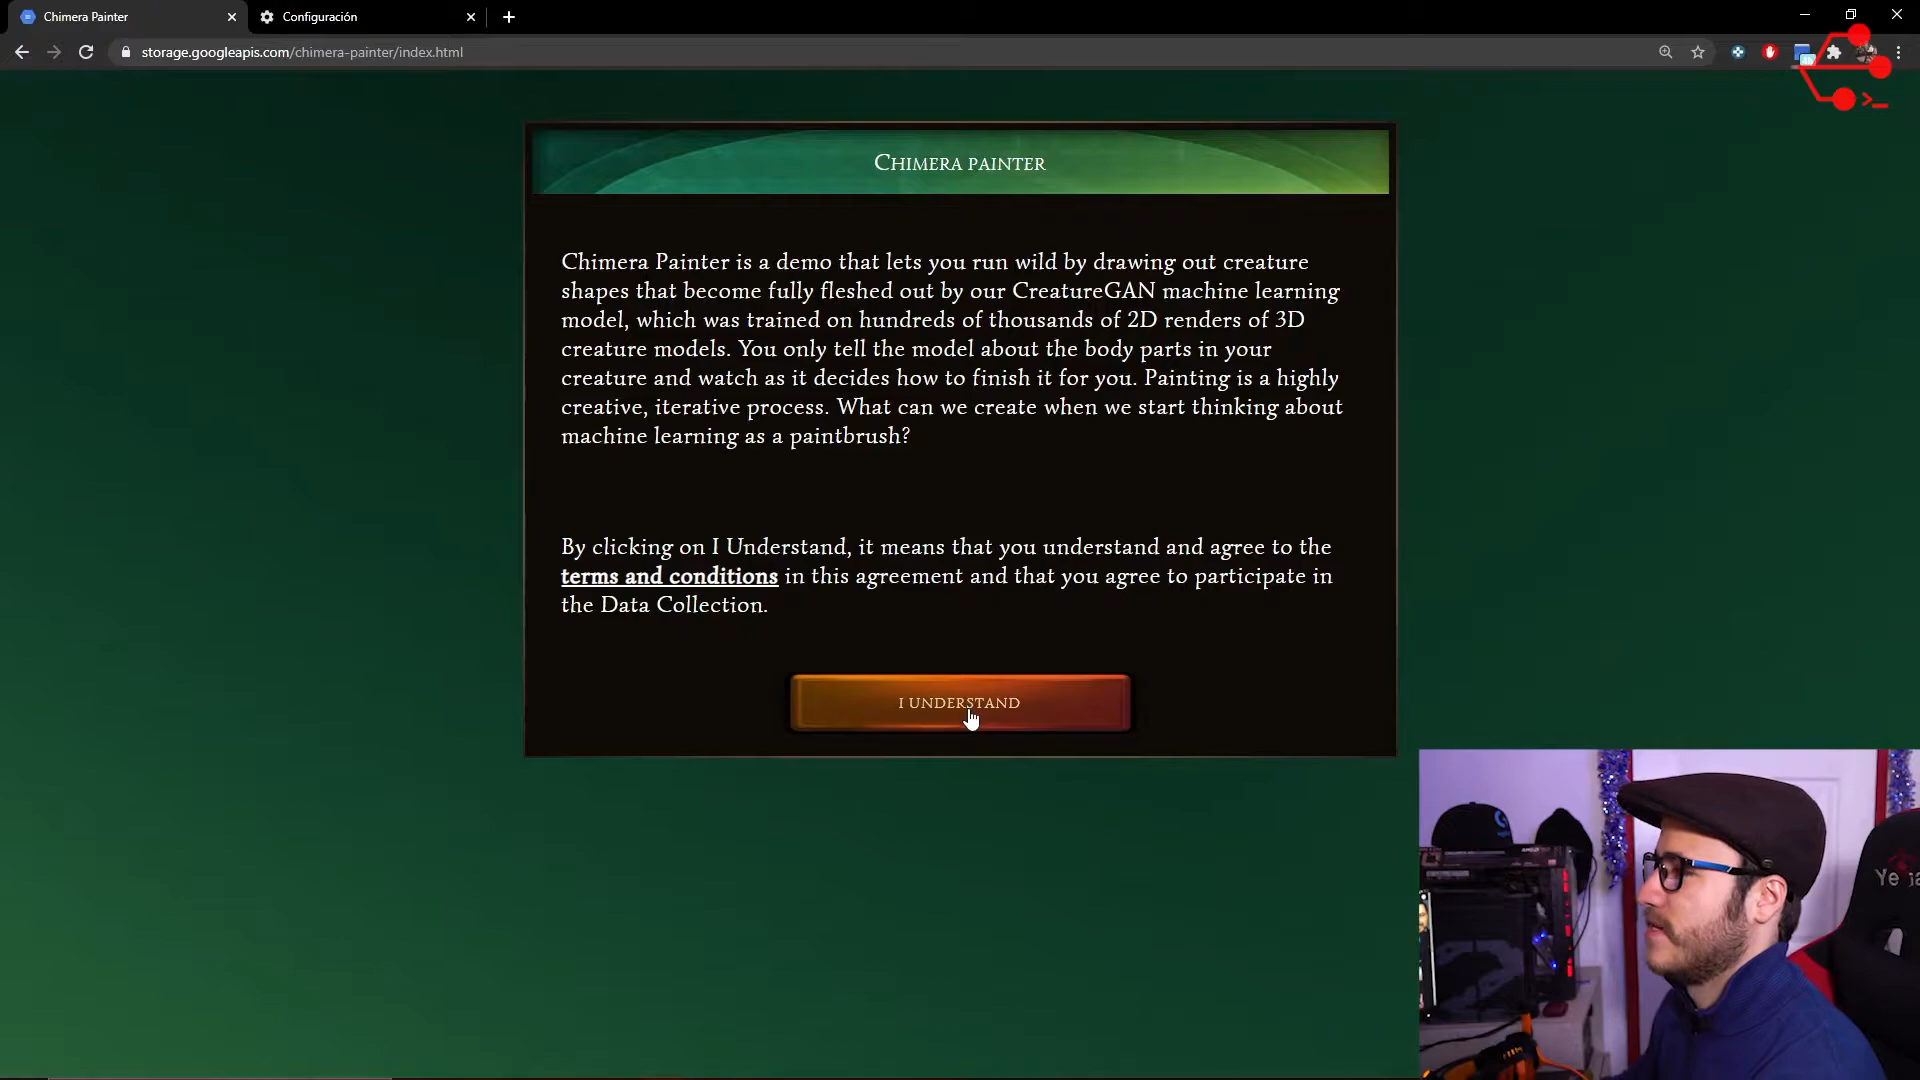 Chimera Painter
Configuración
storage.googleapis.com/chimera-painter/index.html
CHIMERA PAINTER
Chimera Painter is a demo that lets you run wild by drawing out creature
shapes that become fully fleshed out by our CreatureGAN machine learning
model, which was trained on hundreds of thousands of 2D renders of 3D
creature models. You only tell the model about the body parts in your
creature and watch as it decides how to finish it for you. Painting is a highly
creative, iterative process. What can we create when we start thinking about
machine learning as a paintbrush?
By clicking on I Understand, it means that you understand and agree to the
terms and conditions in this agreement and that you agree to participate in
the Data Collection.
I UNDERSTAND